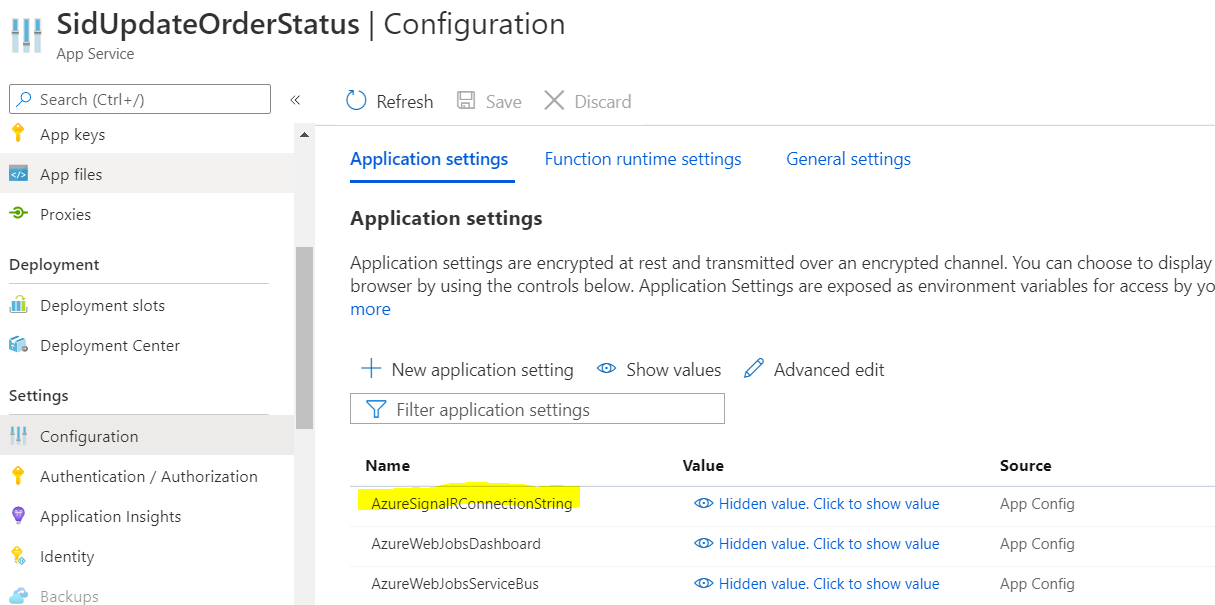 SidUpdateOrderStatus | Configuration
App Service
Search (Ctrl+/)
«
Refresh
Save
Discard
App keys
App files
Proxies
Deployment
Deployment slots
Deployment Center
Settings
Configuration
Authentication / Authorization
Application Insights
Identity
Backups
Application settings
Function runtime settings
General settings
Application settings
Application settings are encrypted at rest and transmitted over an encrypted channel. You can choose to display
browser by using the controls below. Application Settings are exposed as environment variables for access by yo
more
New application setting
Show values
Advanced edit
Filter application settings
Name Value Source
AzureSignalRConnectionString Hidden value. Click to show value App Config
AzureWebJobsDashboard Hidden value. Click to show value App Config
AzureWebJobsServiceBus Hidden value. Click to show value App Config